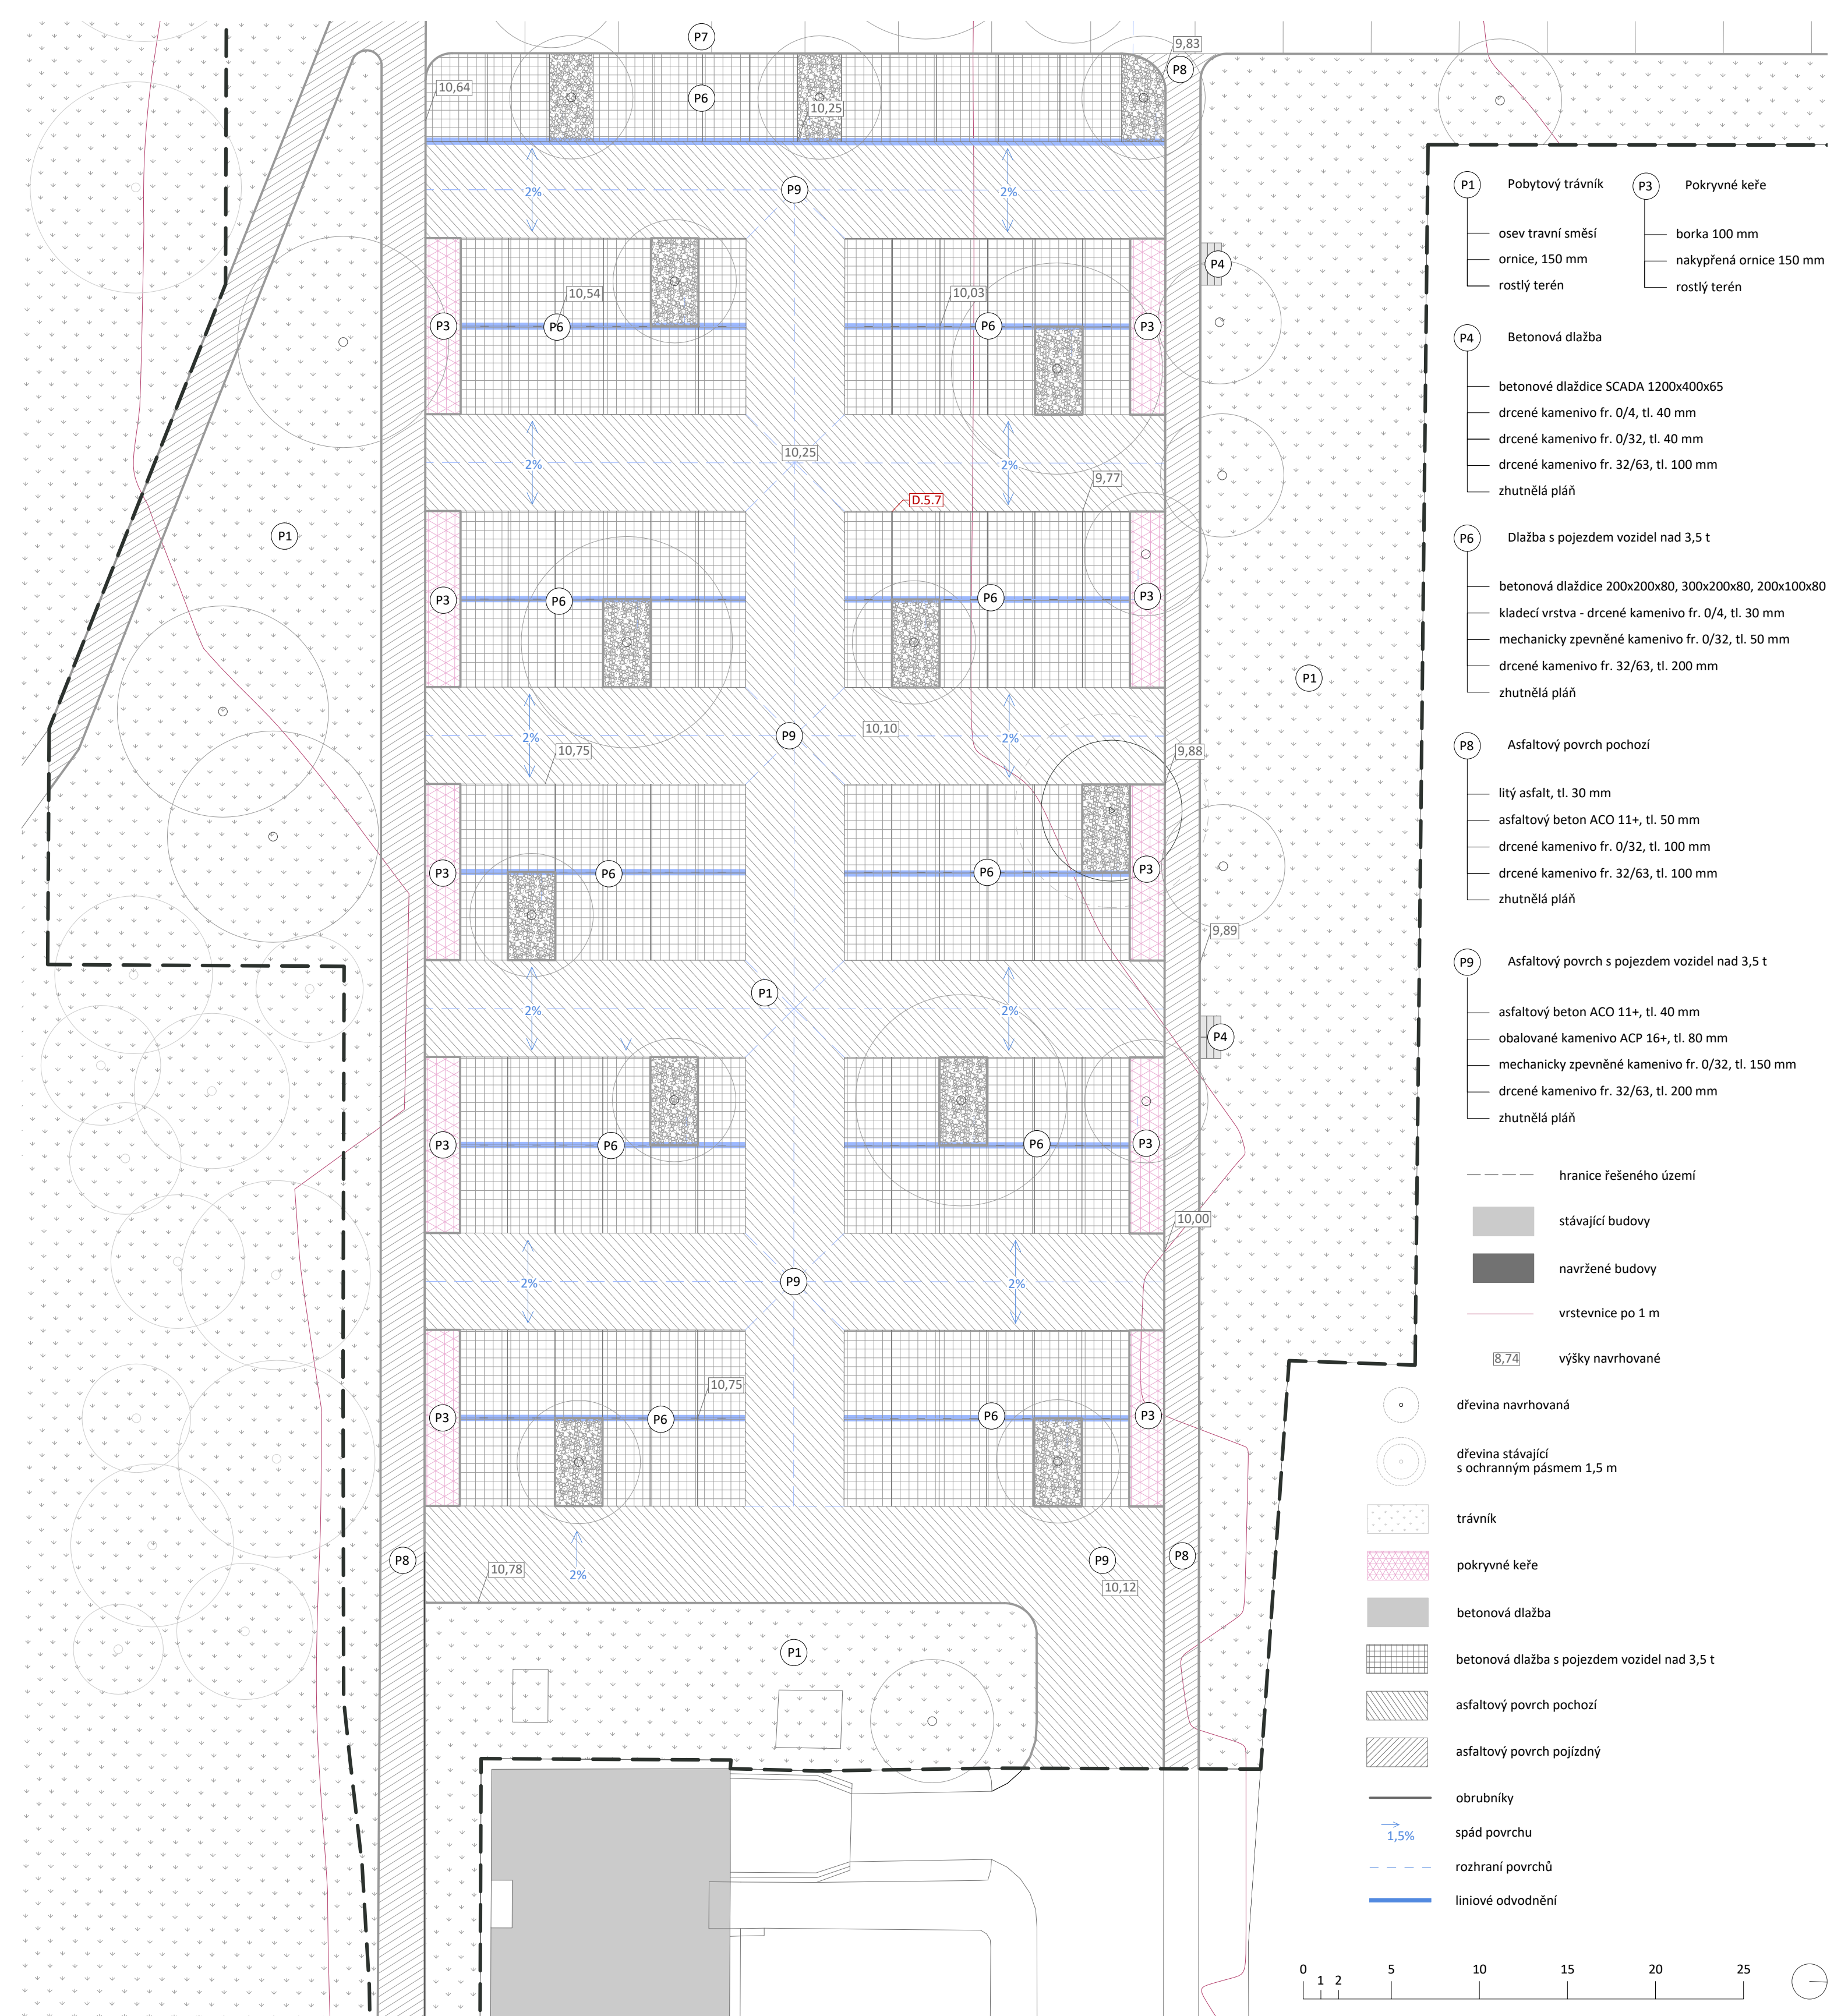 P7
9,83
P8
10,64
P6
10,25
2%
2%
P9
P4
10,54
10,03
P3
P6
P6
P3
10,25
2%
2%
9,77
D.5.7
P1
P3
P6
P6
P3
P1
10,10
2%
P9
2%
10,75
9,88
P3
P6
P6
P3
9,89
P1
2%
2%
P4
P3
P6
P6
P3
10,00
2%
P9
2%
10,75
P3
P6
P6
P3
P8
10,78
2%
P9
P8
10,12
P1
P1 Pobytový trávník
osev travní směsí
ornice, 150 mm
rostlý terén
P3 Pokryvné keře
borka 100 mm
nakypřená ornice 150 mm
rostlý terén
P4 Betonová dlažba
betonové dlaždice SCADA 1200x400x65
drcené kamenivo fr. 0/4, tl. 40 mm
drcené kamenivo fr. 0/32, tl. 40 mm
drcené kamenivo fr. 32/63, tl. 100 mm
zhutnělá pláň
P6 Dlažba s pojezdem vozidel nad 3,5 t
betonová dlaždice 200x200x80, 300x200x80, 200x100x80
kladecí vrstva - drcené kamenivo fr. 0/4, tl. 30 mm
mechanicky zpevněné kamenivo fr. 0/32, tl. 50 mm
drcené kamenivo fr. 32/63, tl. 200 mm
zhutnělá pláň
P8 Asfaltový povrch pochozí
litý asfalt, tl. 30 mm
asfaltový beton ACO 11+, tl. 50 mm
drcené kamenivo fr. 0/32, tl. 100 mm
drcené kamenivo fr. 32/63, tl. 100 mm
zhutnělá pláň
P9 Asfaltový povrch s pojezdem vozidel nad 3,5 t
asfaltový beton ACO 11+, tl. 40 mm
obalované kamenivo ACP 16+, tl. 80 mm
mechanicky zpevněné kamenivo fr. 0/32, tl. 150 mm
drcené kamenivo fr. 32/63, tl. 200 mm
zhutnělá pláň
hranice řešeného území
stávající budovy
navržené budovy
vrstevnice po 1 m
8,74 výšky navrhované
dřevina navrhovaná
dřevina stávající
s ochranným pásmem 1,5 m
trávník
pokryvné keře
betonová dlažba
betonová dlažba s pojezdem vozidel nad 3,5 t
asfaltový povrch pochozí
asfaltový povrch pojízdný
obrubníky
1,5% spád povrchu
rozhraní povrchů
liniové odvodnění
0 1 2 5 10 15 20 25